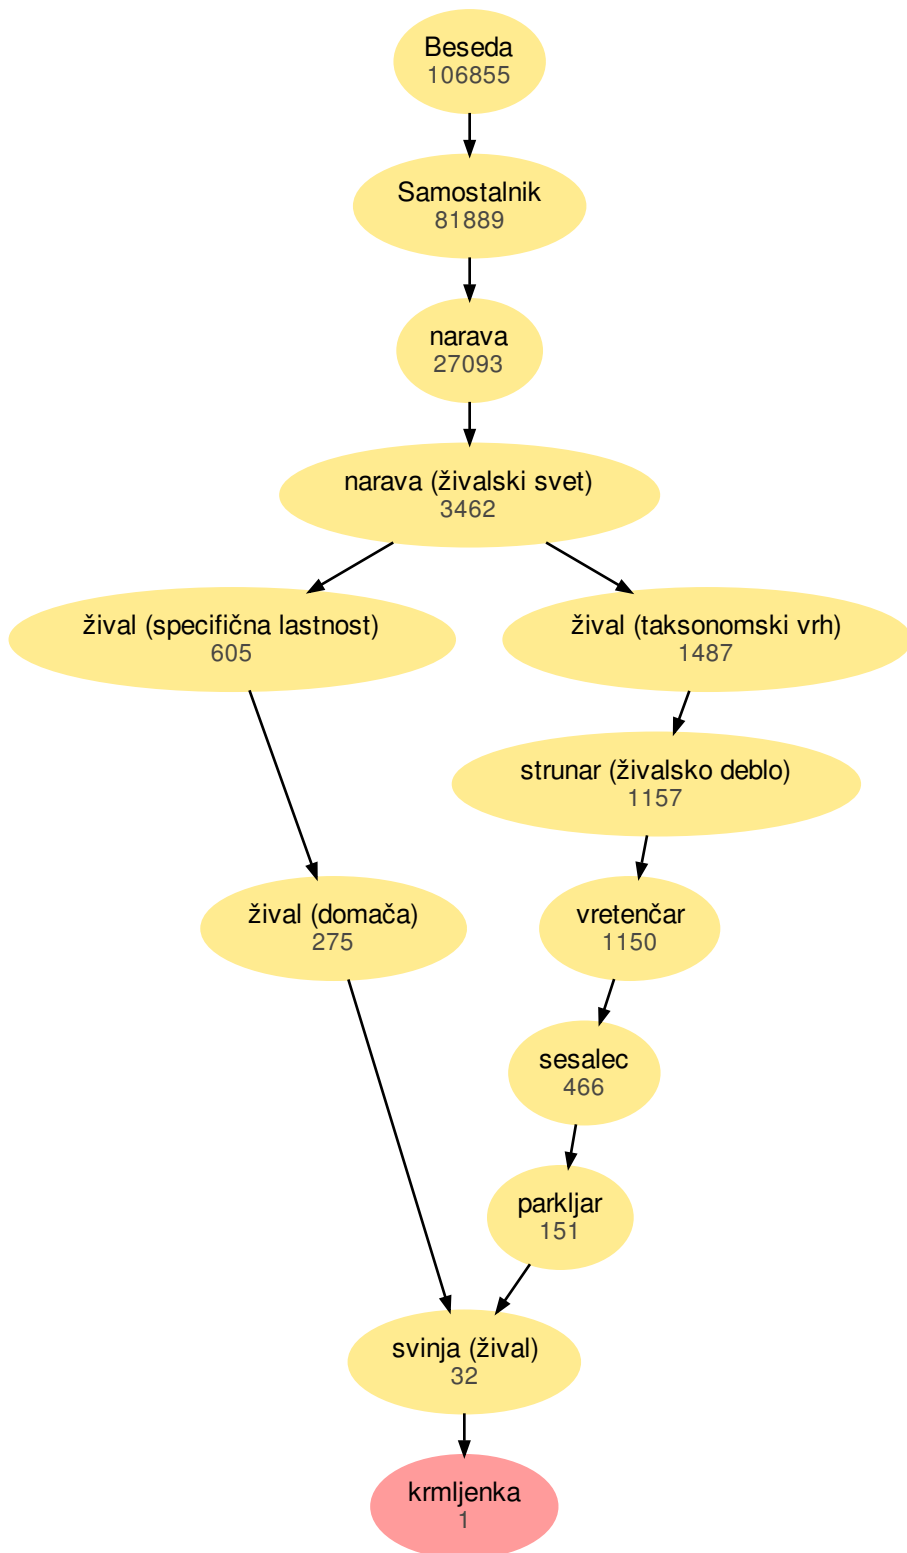 Beseda
106855
Samostalnik
81889
narava
27093
narava (živalski svet)
3462
žival (specifična lastnost)
605
žival (taksonomski vrh)
1487
strunar (živalsko deblo)
1157
žival (domača)
275
vretenčar
1150
sesalec
466
parkljar
151
svinja (žival)
32
krmljenka
1